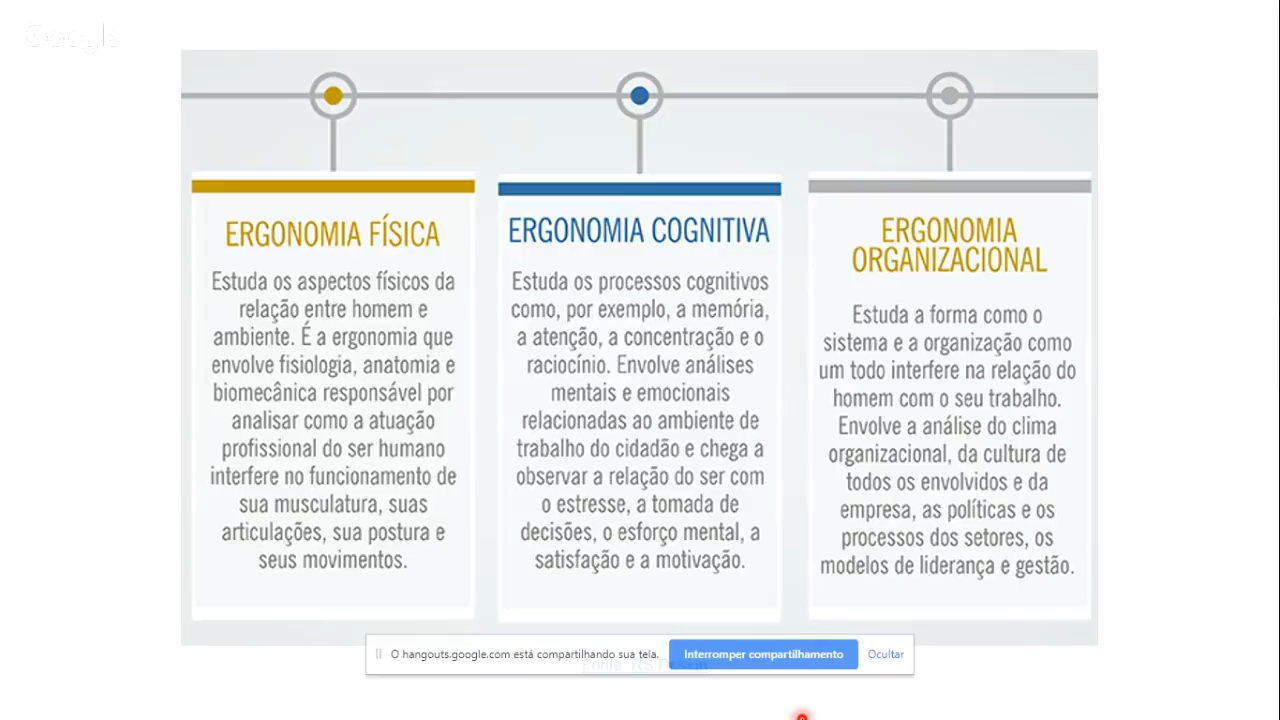 Google
ERGONOMIA FÍSICA
Estuda os aspectos físicos da
relação entre homem e
ambiente. É a ergonomia que
envolve fisiologia, anatomia e
biomecânica responsável por
analisar como a atuação
profissional do ser humano
interfere no funcionamento de
sua musculatura, suas
articulações, sua postura e
seus movimentos.
ERGONOMIA COGNITIVA
Estuda os processos cognitivos
como, por exemplo, a memória,
a atenção, a concentração e o
raciocínio. Envolve análises
mentais e emocionais
relacionadas ao ambiente de
trabalho do cidadão e chega a
observar a relação do ser com
o estresse, a tomada de
decisões, o esforço mental, a
satisfação e a motivação.
ERGONOMIA
ORGANIZACIONAL
Estuda a forma como o
sistema e a organização como
um todo interfere na relação do
homem com o seu trabalho.
Envolve a análise do clima
organizacional, da cultura de
todos os envolvidos e da
empresa, as políticas e os
processos dos setores, os
modelos de liderança e gestão.
O hangouts.google.com está compartilhando sua tela.
Interromper compartilhamento
Ocultar
Fonte RS Design